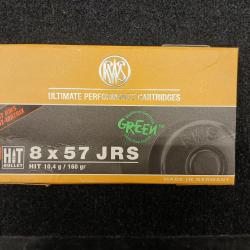 RWS
ULTIMATE PERFORMANCE CARTRIDGES
GREEN
HIT
BULLET
8 x 57 JRS
HIT 10,4 g / 160 gr
MADE IN GERMANY